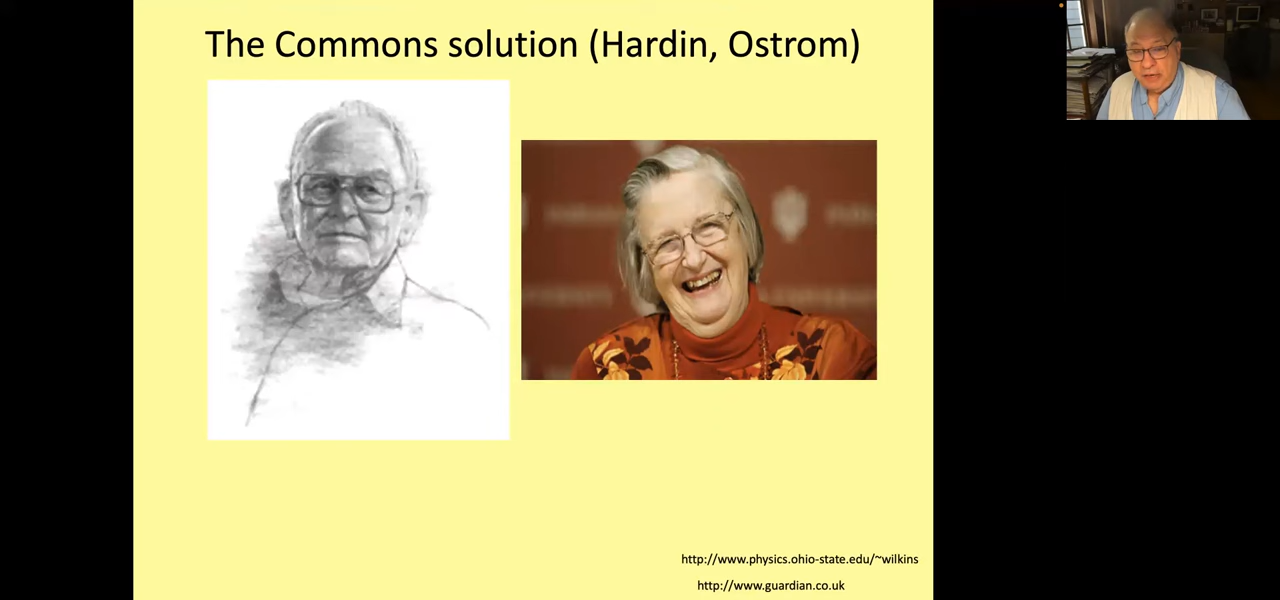 The Commons solution (Hardin, Ostrom)
http://www.physics.ohio-state.edu/~wilkins
http://www.guardian.co.uk